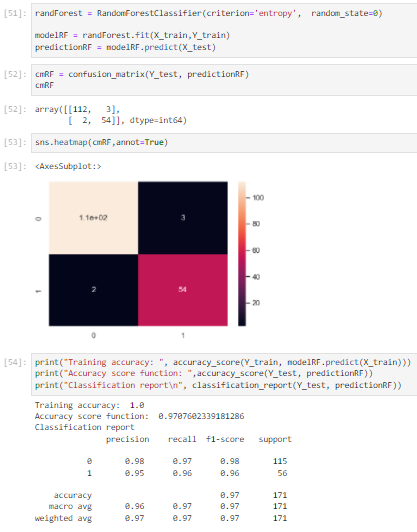 [51]: randForest = RandomForestClassifier(criterion='entropy', random_state=0)
modelRF = randForest.fit(X_train,Y_train)
predictionRF = modelRF.predict(X_test)
[52]: cmRF = confusion_matrix(Y_test, predictionRF)
cmRF
[52]: array([[112, 3],
[ 2, 54]], dtype=int64)
[53]: sns.heatmap(cmRF,annot=True)
[53]: <AxesSubplot:>
100
0 1.1e+02 3
80
60
1 2 54
40
20
0 1
[54]: print("Training accuracy: ", accuracy_score(Y_train, modelRF.predict(X_train)))
print("Accuracy score function: ",accuracy_score(Y_test, predictionRF))
print("Classification report\n", classification_report(Y_test, predictionRF))
Training accuracy: 1.0
Accuracy score function: 0.9707602339181286
Classification report
precision recall f1-score support
0 0.98 0.97 0.98 115
1 0.95 0.96 0.96 56
accuracy 0.97 171
macro avg 0.96 0.97 0.97 171
weighted avg 0.97 0.97 0.97 171